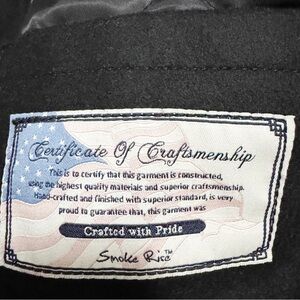 Certificate Of Craftsmenship
This is to certify that this garment is constructed,
using the highest quality materials and superior craftsmenship.
Hand-crafted and finished with superior standard, is very
proud to guarantee that, this garment was
Crafted with Pride
Smoke Rise™